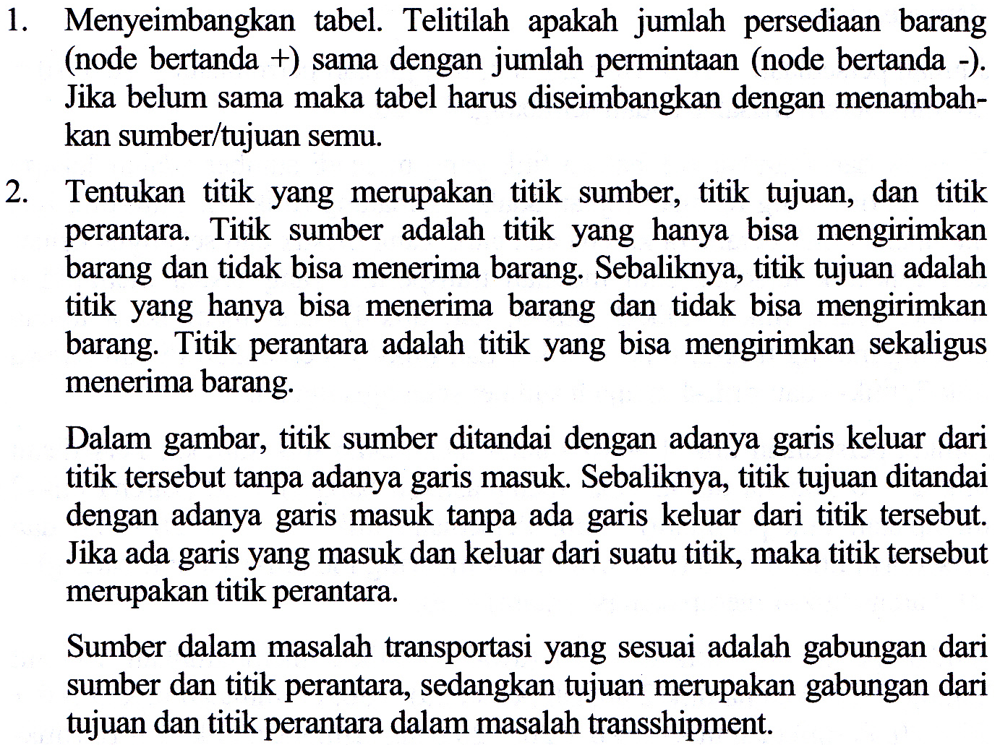 1. Menyeimbangkan tabel. Telitilah apakah jumlah persediaan barang
(node bertanda +) sama dengan jumlah permintaan (node bertanda -).
Jika belum sama maka tabel harus diseimbangkan dengan menambah-
kan sumber/tujuan semu.
2. Tentukan titik yang merupakan titik sumber, titik tujuan, dan titik
perantara. Titik sumber adalah titik yang hanya bisa mengirimkan
barang dan tidak bisa menerima barang. Sebaliknya, titik tujuan adalah
titik yang hanya bisa menerima barang dan tidak bisa mengirimkan
barang. Titik perantara adalah titik yang bisa mengirimkan sekaligus
menerima barang.
Dalam gambar, titik sumber ditandai dengan adanya garis keluar dari
titik tersebut tanpa adanya garis masuk. Sebaliknya, titik tujuan ditandai
dengan adanya garis masuk tanpa ada garis keluar dari titik tersebut.
Jika ada garis yang masuk dan keluar dari suatu titik, maka titik tersebut
merupakan titik perantara.
Sumber dalam masalah transportasi yang sesuai adalah gabungan dari
sumber dan titik perantara, sedangkan tujuan merupakan gabungan dari
tujuan dan titik perantara dalam masalah transshipment.